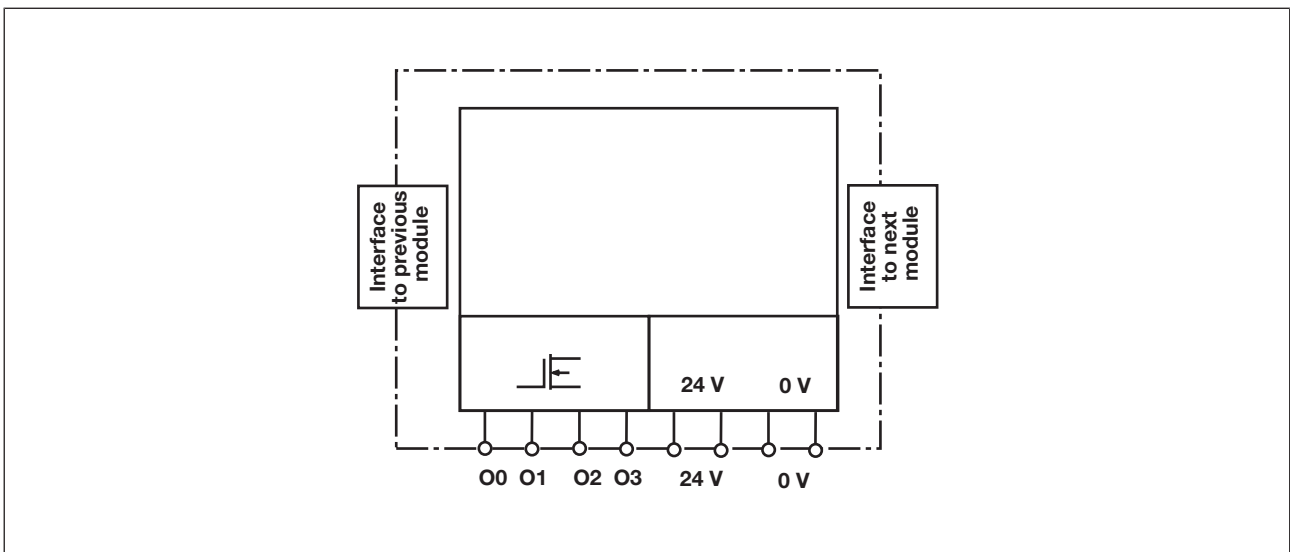 Interface
to previous
module
Interface
to next
module
24 V 0 V
O0 O1 O2 O3 24 V 0 V